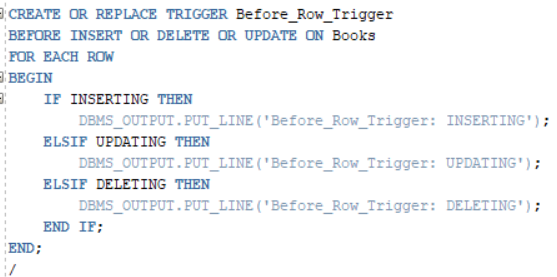 CREATE OR REPLACE TRIGGER Before_Row_Trigger
BEFORE INSERT OR DELETE OR UPDATE ON Books
FOR EACH ROW
BEGIN
    IF INSERTING THEN
        DBMS_OUTPUT.PUT_LINE('Before_Row_Trigger: INSERTING');
    ELSIF UPDATING THEN
        DBMS_OUTPUT.PUT_LINE('Before_Row_Trigger: UPDATING');
    ELSIF DELETING THEN
        DBMS_OUTPUT.PUT_LINE('Before_Row_Trigger: DELETING');
    END IF;
END;
/